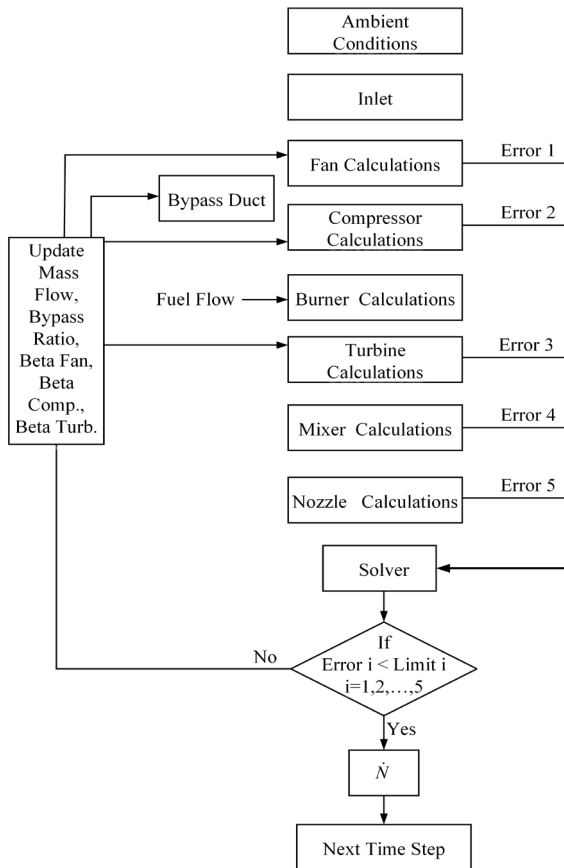 Ambient
Conditions
Inlet
Fan Calculations
Error 1
Bypass Duct
Compressor
Calculations
Error 2
Update
Mass
Flow,
Bypass
Ratio,
Beta Fan,
Beta
Comp.,
Beta Turb.
Fuel Flow
Burner Calculations
Turbine
Calculations
Error 3
Mixer Calculations
Error 4
Nozzle Calculations
Error 5
Solver
If
Error i < Limit i
i=1,2,…,5
No
Yes
Ṅ
Next Time Step